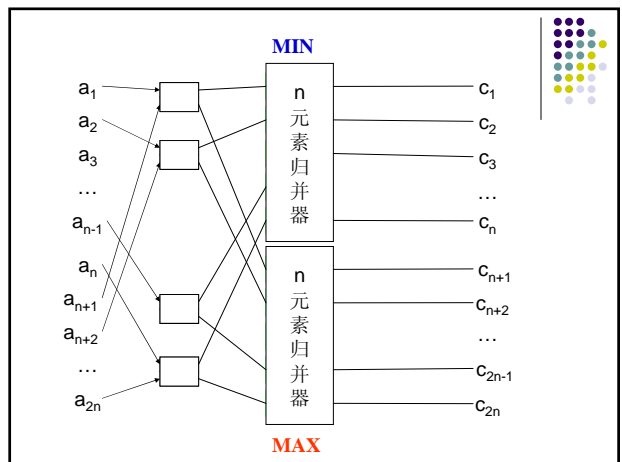 MIN
a1
a2
a3
…
an-1
an
an+1
an+2
…
a2n
n
元
素
归
并
器
n
元
素
归
并
器
c1
c2
c3
…
cn
cn+1
cn+2
…
c2n-1
c2n
MAX